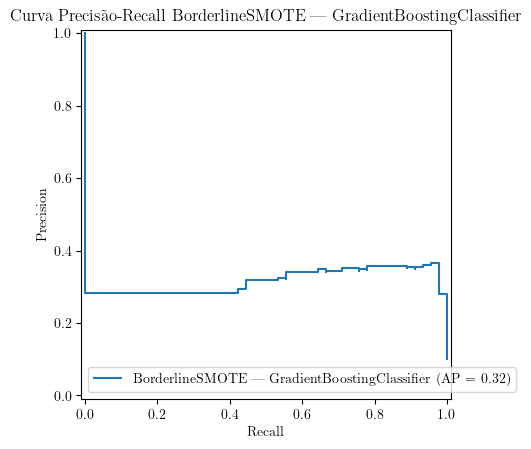 Curva Precisão-Recall BorderlineSMOTE — GradientBoostingClassifier
1.0
0.8
0.6
0.4
0.2
0.0
Precision
BorderlineSMOTE — GradientBoostingClassifier (AP = 0.32)
0.0 0.2 0.4 0.6 0.8 1.0
Recall